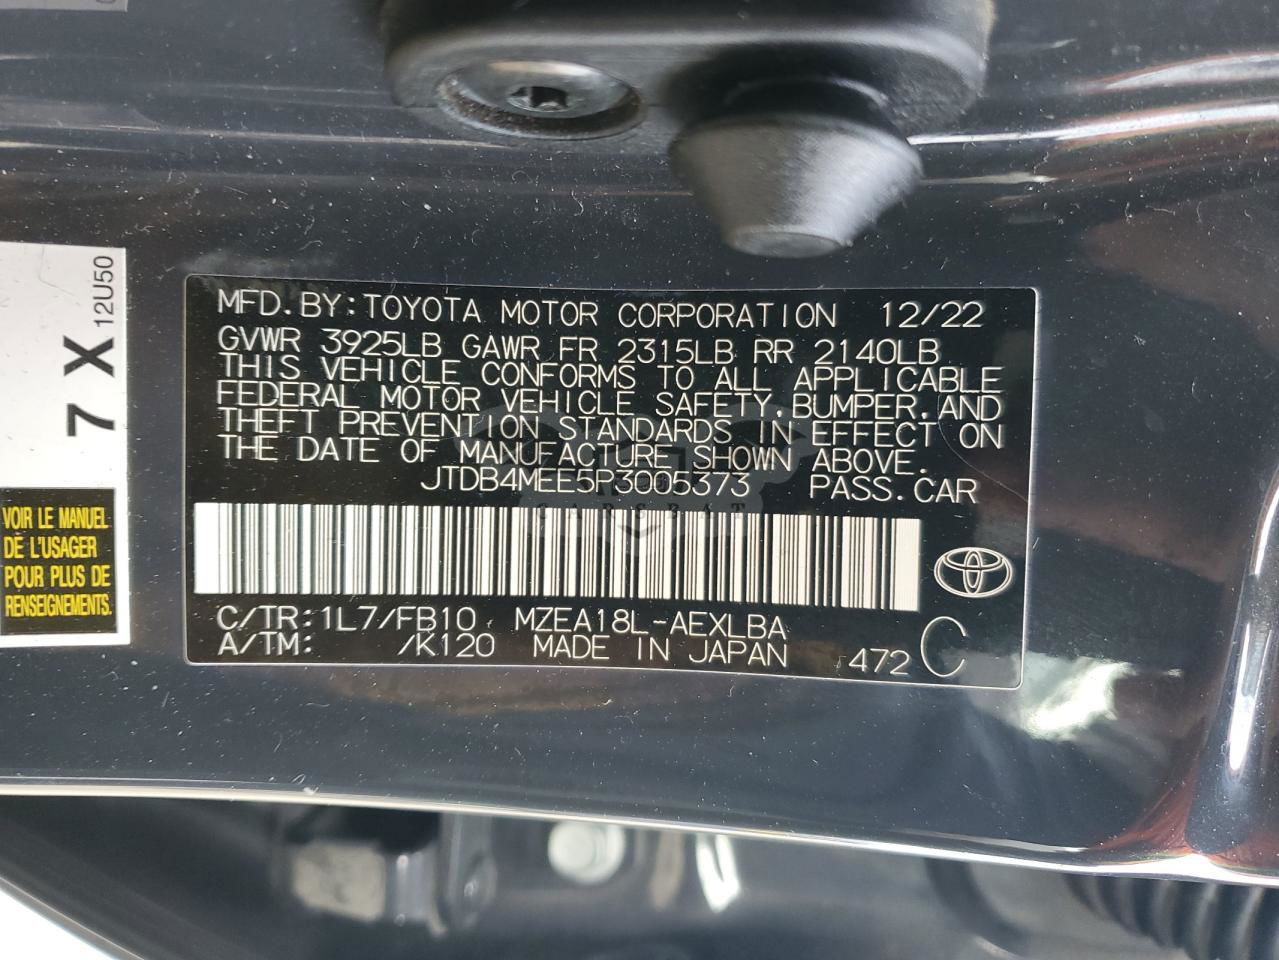 MFD.BY:TOYOTA MOTOR CORPORATION 12/22
GVWR 3925LB GAWR FR 2315LB RR 2140LB
THIS VEHICLE CONFORMS TO ALL APPLICABLE
FEDERAL MOTOR VEHICLE SAFETY,BUMPER,AND
THEFT PREVENTION STANDARDS IN EFFECT ON
THE DATE OF MANUFACTURE SHOWN ABOVE.
JTDB4MEE5P3005373 PASS.CAR
C/TR:1L7/FB10 MZEA18L-AEXLBA
A/TM: /K120 MADE IN JAPAN 472 C
7 X 12U50
VOIR LE MANUEL
DE L'USAGER
POUR PLUS DE
RENSEIGNEMENTS.
CARSBAT